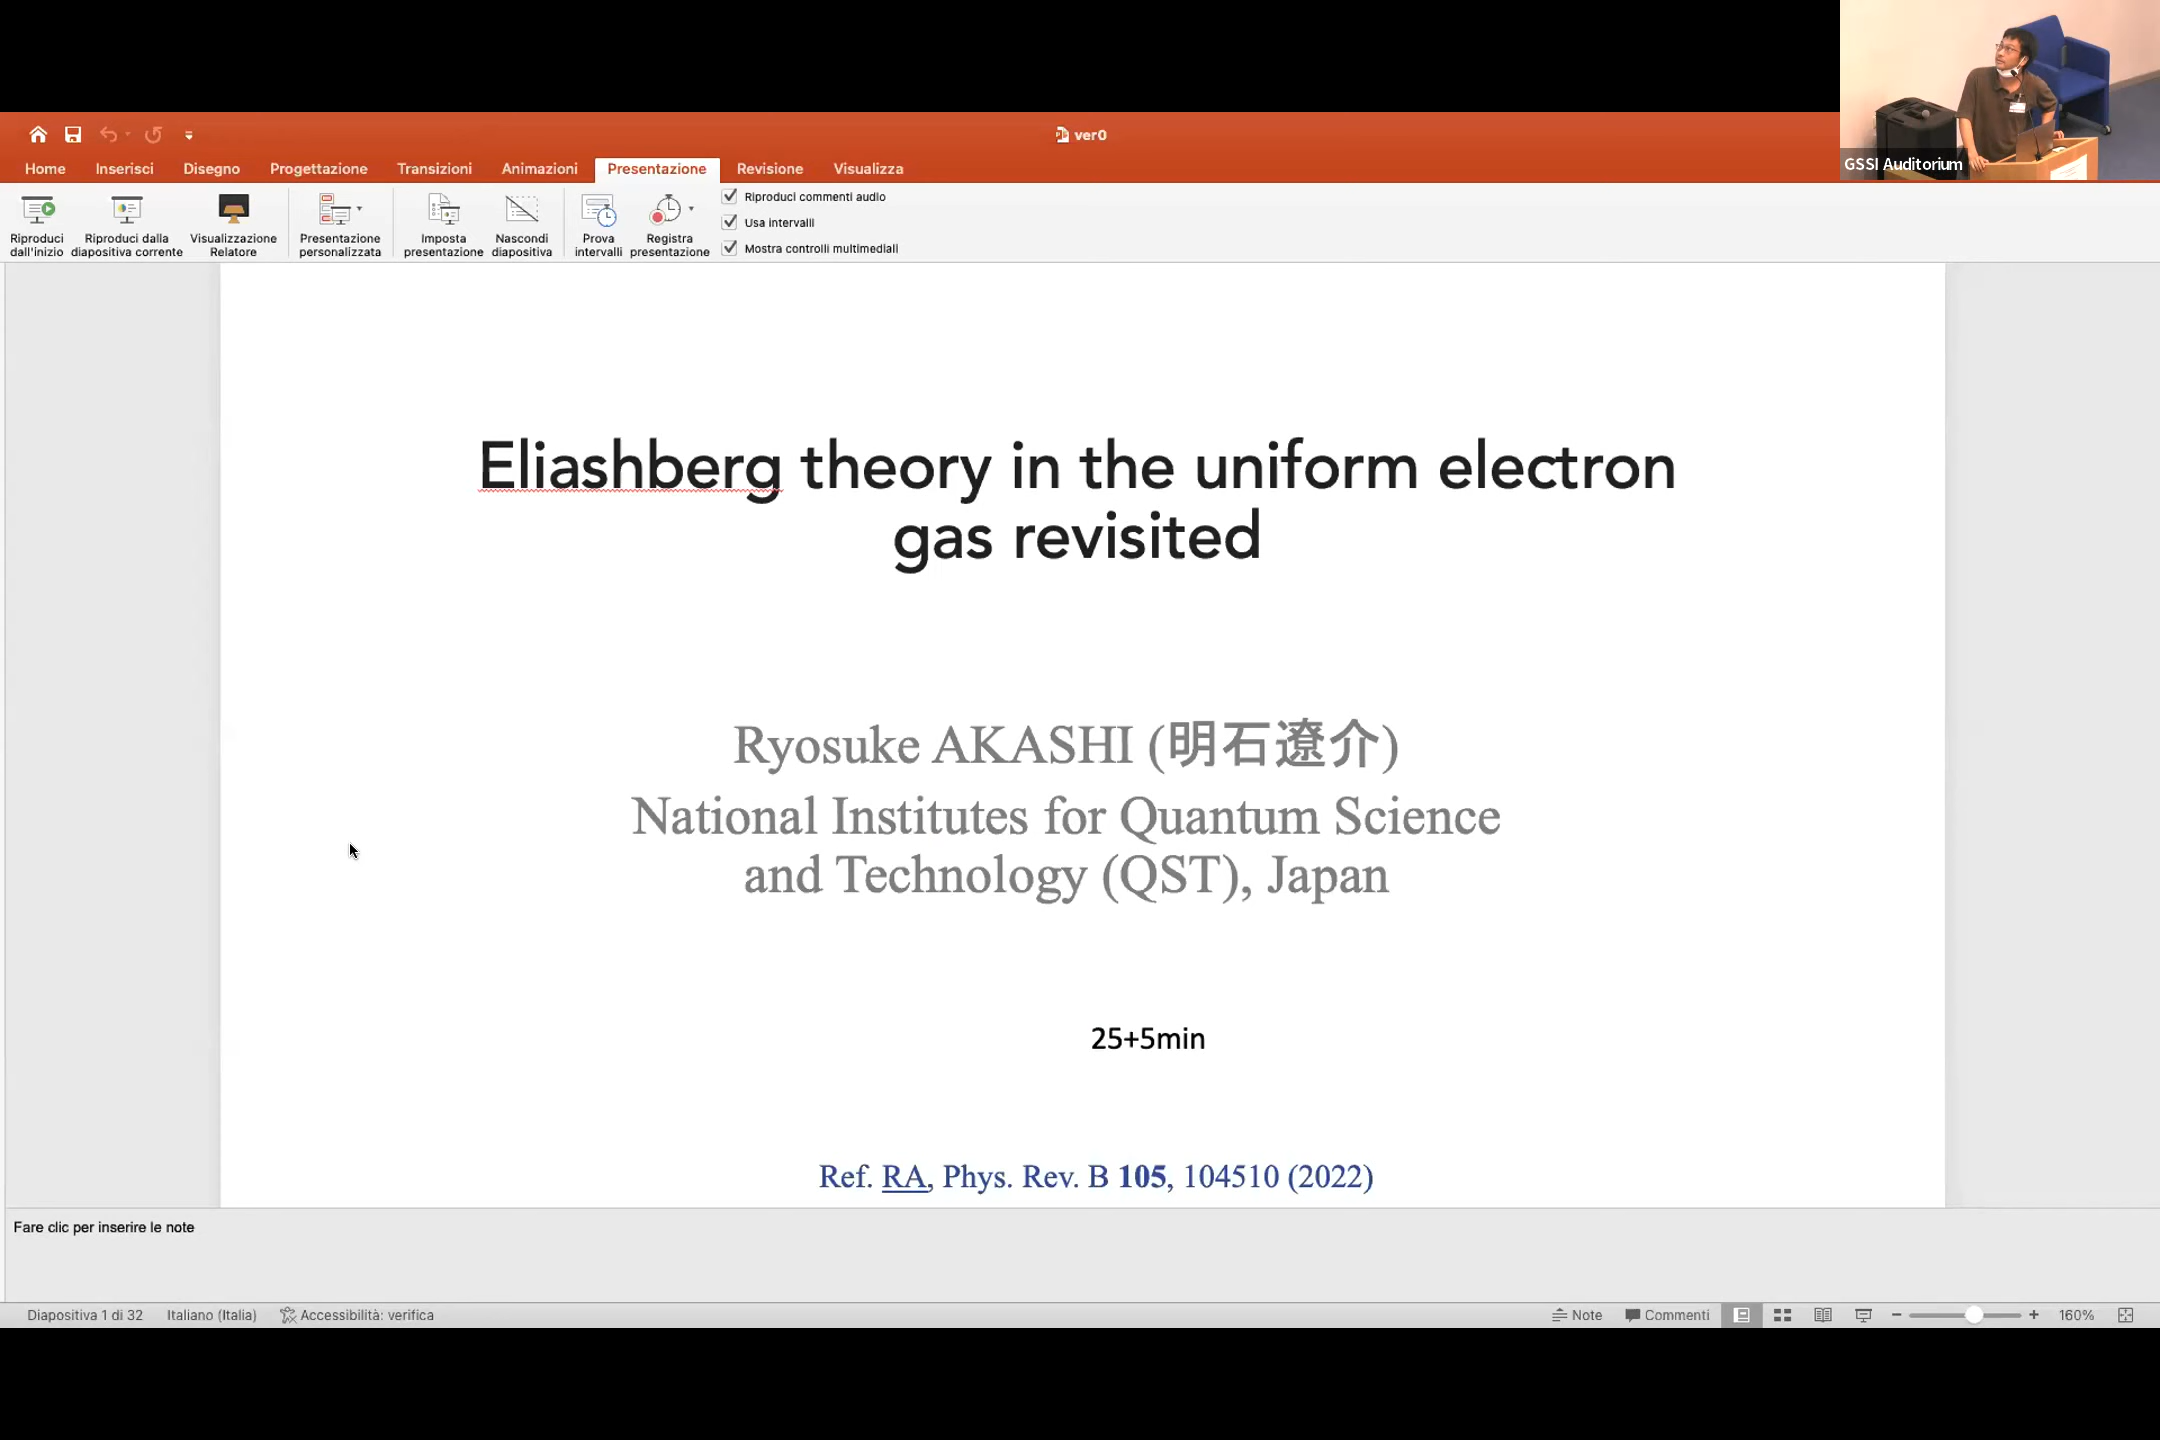 ver0
Home Inserisci Disegno Progettazione Transizioni Animazioni Presentazione Revisione Visualizza
GSSI Auditorium
Riproduci dall'inizio
Riproduci dalla diapositiva corrente
Visualizzazione Relatore
Presentazione personalizzata
Imposta presentazione
Nascondi diapositiva
Prova intervalli
Registra presentazione
Riproduci commenti audio
Usa intervalli
Mostra controlli multimediali
Eliashberg theory in the uniform electron
gas revisited
Ryosuke AKASHI (明石遼介)
National Institutes for Quantum Science
and Technology (QST), Japan
25+5min
Ref. RA, Phys. Rev. B 105, 104510 (2022)
Fare clic per inserire le note
Diapositiva 1 di 32 Italiano (Italia) Accessibilità: verifica Note Commenti 160%